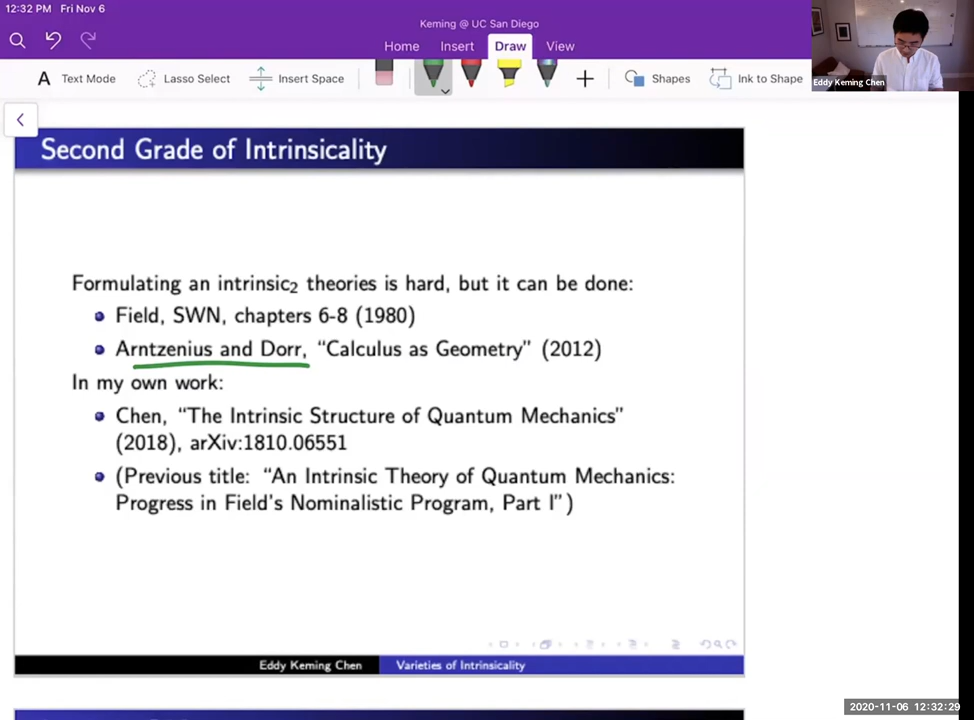 12:32 PM Fri Nov 6
Keming @ UC San Diego
Home Insert Draw View
Eddy Keming Chen
A Text Mode Lasso Select Insert Space Shapes Ink to Shape
Second Grade of Intrinsicality
Formulating an intrinsic₂ theories is hard, but it can be done:
Field, SWN, chapters 6-8 (1980)
Arntzenius and Dorr, “Calculus as Geometry” (2012)
In my own work:
Chen, “The Intrinsic Structure of Quantum Mechanics”
(2018), arXiv:1810.06551
(Previous title: “An Intrinsic Theory of Quantum Mechanics:
Progress in Field's Nominalistic Program, Part I”)
Eddy Keming Chen Varieties of Intrinsicality
2020-11-06 12:32:29